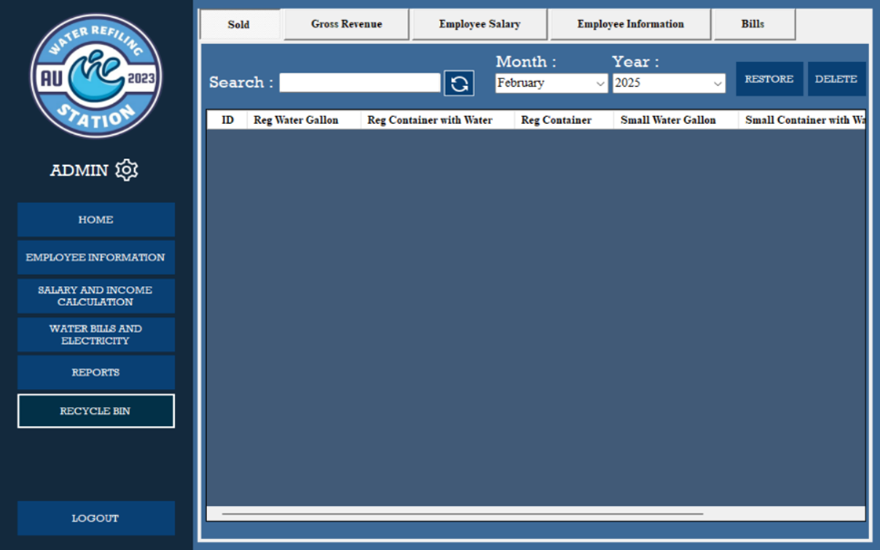 WATER REFILING
AU
2023
STATION
ADMIN
HOME
EMPLOYEE INFORMATION
SALARY AND INCOME
CALCULATION
WATER BILLS AND
ELECTRICITY
REPORTS
RECYCLE BIN
LOGOUT
Sold
Gross Revenue
Employee Salary
Employee Information
Bills
Search :
Month :
February
Year :
2025
RESTORE
DELETE
ID
Reg Water Gallon
Reg Container with Water
Reg Container
Small Water Gallon
Small Container with Wa